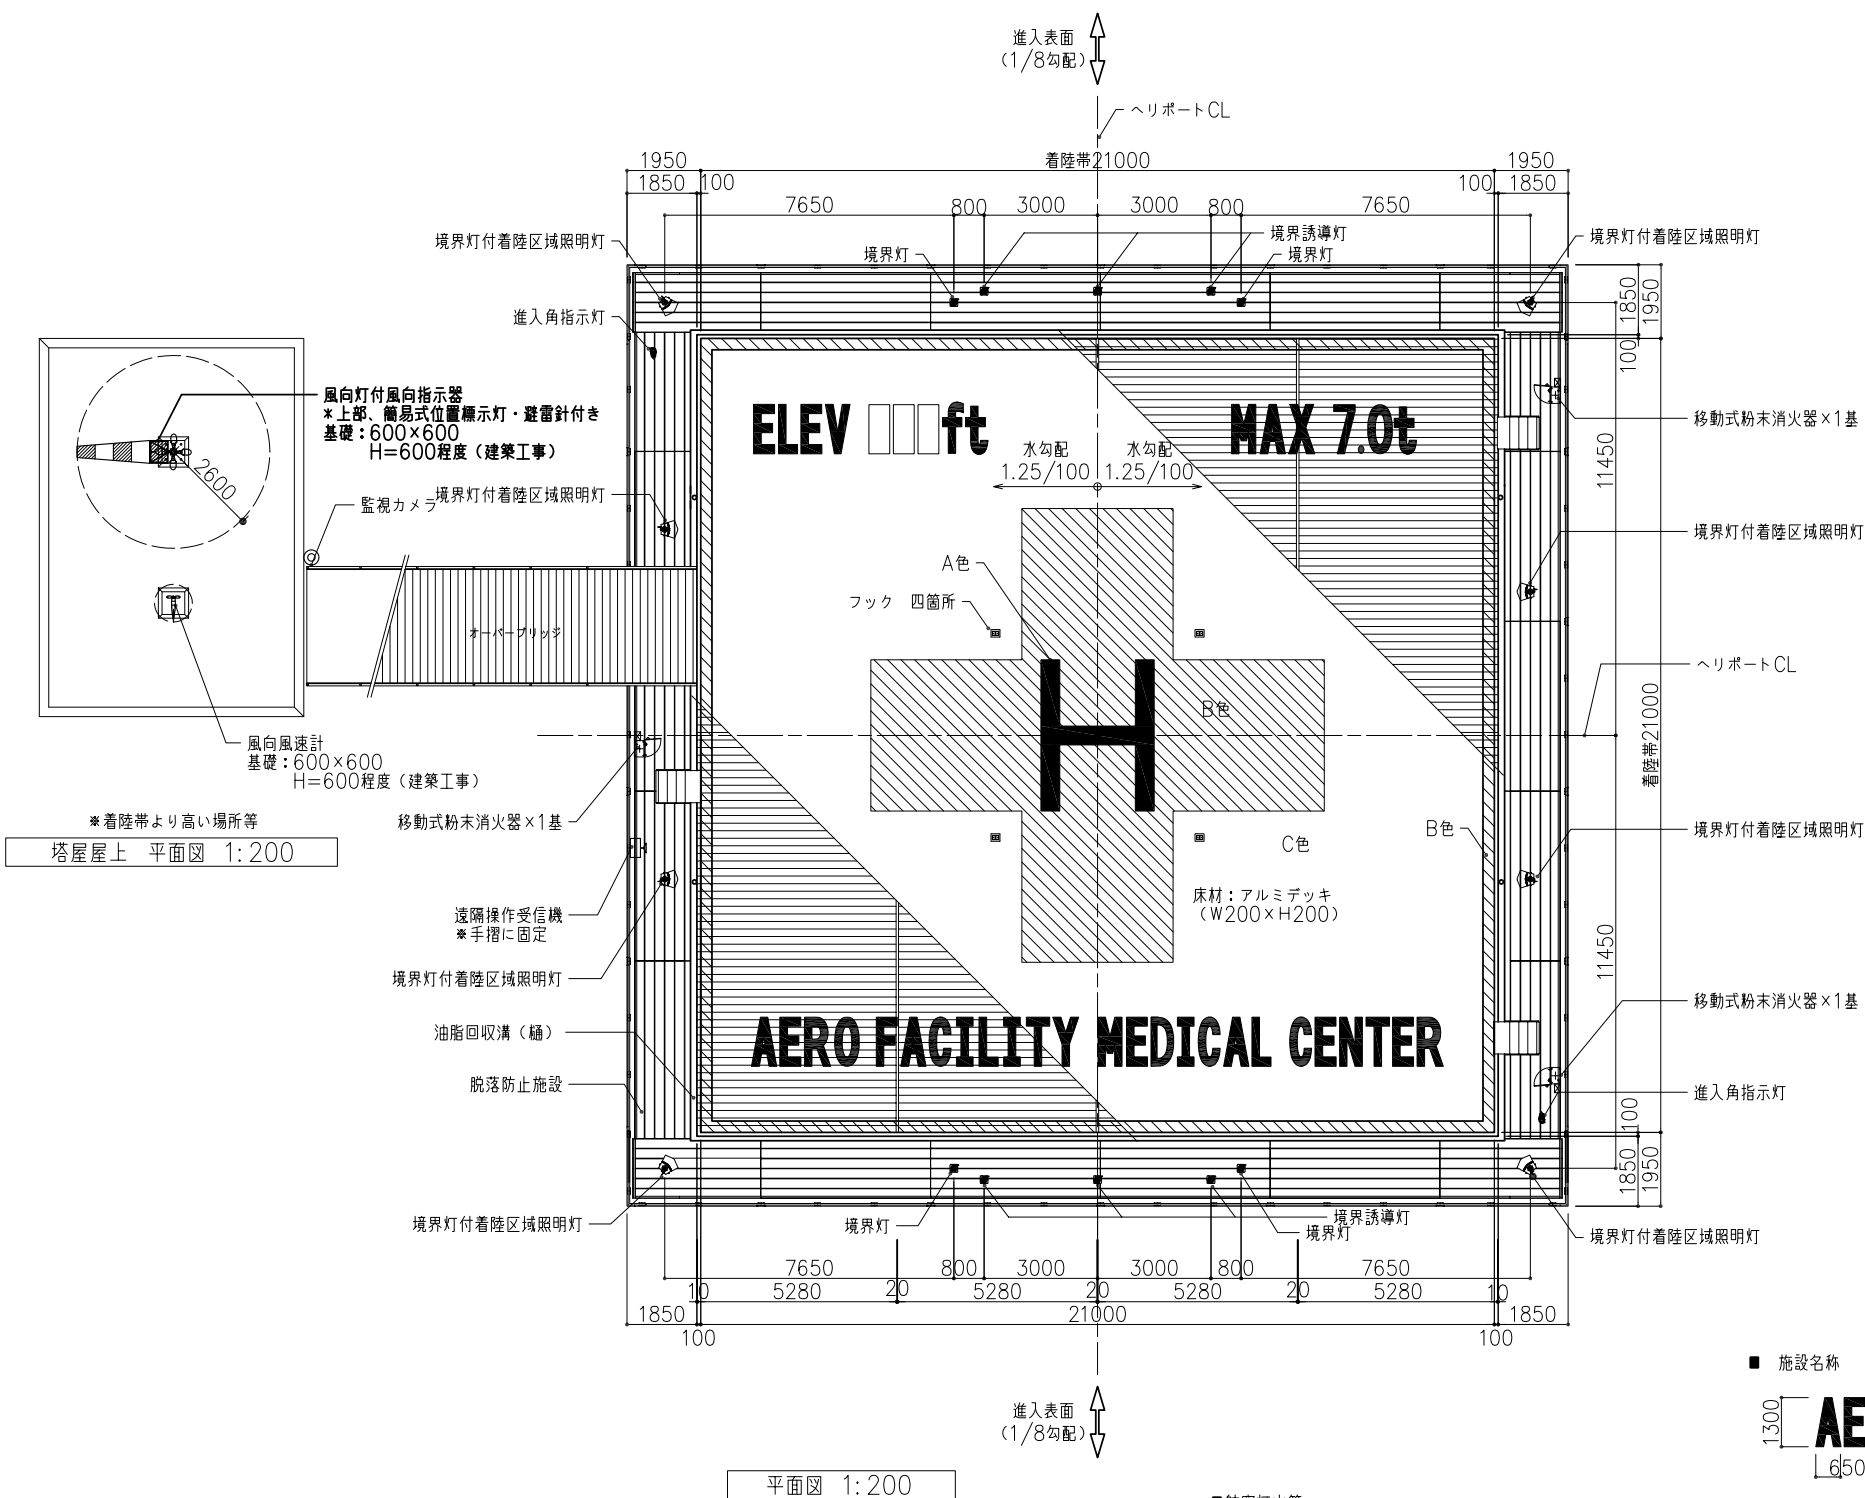 進入表面
(1/8勾配)
ヘリポートCL
1950
着陸帯21000
1950
1850
100
100
1850
7650
800
3000
3000
800
7650
境界灯付着陸区域照明灯
境界灯
境界誘導灯
境界灯
境界灯付着陸区域照明灯
進入角指示灯
1850
1950
100
風向灯付風向指示器
*上部、簡易式位置標示灯・避雷針付き
基礎:600×600
H=600程度(建築工事)
2600
ELEV □□□ft
MAX 7.0t
移動式粉末消火器×1基
水勾配
水勾配
1.25/100
1.25/100
11450
監視カメラ
境界灯付着陸区域照明灯
境界灯付着陸区域照明灯
A色
フック 四箇所
オーバーブリッジ
ヘリポートCL
H
B色
着陸帯21000
風向風速計
基礎:600×600
H=600程度(建築工事)
※着陸帯より高い場所等
塔屋屋上 平面図 1:200
移動式粉末消火器×1基
B色
C色
境界灯付着陸区域照明灯
床材:アルミデッキ
(W200×H200)
遠隔操作受信機
※手摺に固定
11450
境界灯付着陸区域照明灯
移動式粉末消火器×1基
油脂回収溝(樋)
AERO FACILITY MEDICAL CENTER
脱落防止施設
進入角指示灯
100
1850
1950
境界灯付着陸区域照明灯
境界灯
境界誘導灯
境界灯
境界灯付着陸区域照明灯
7650
800
3000
3000
800
7650
10
5280
20
5280
20
5280
20
5280
10
1850
21000
1850
100
100
進入表面
(1/8勾配)
平面図 1:200
■ 施設名称
1300
AE
650